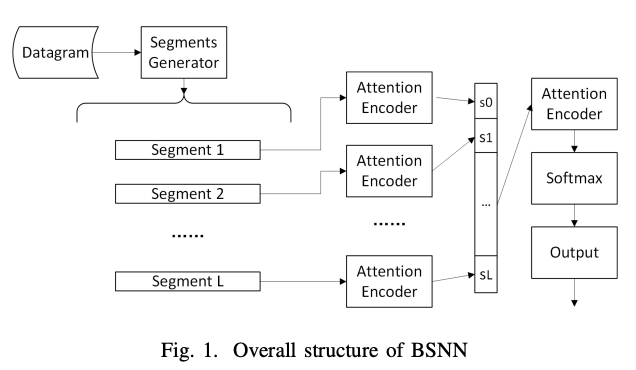 Datagram
Segments
Generator
Segment 1
Segment 2
......
Segment L
Attention
Encoder
Attention
Encoder
......
Attention
Encoder
s0
s1
...
sL
Attention
Encoder
Softmax
Output
Fig. 1. Overall structure of BSNN